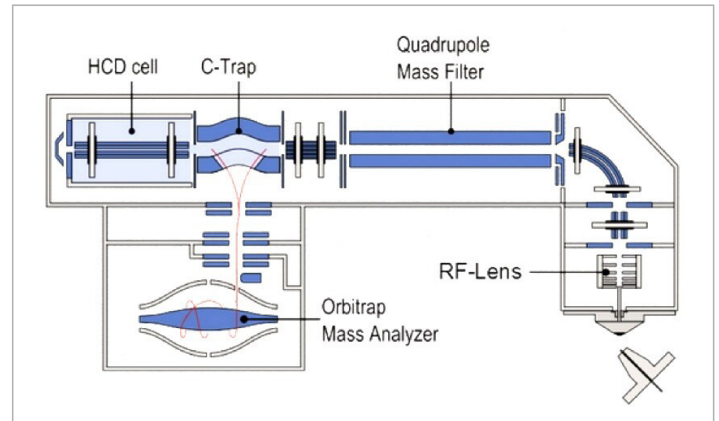 HCD cell
C-Trap
Quadrupole
Mass Filter
RF-Lens
Orbitrap
Mass Analyzer